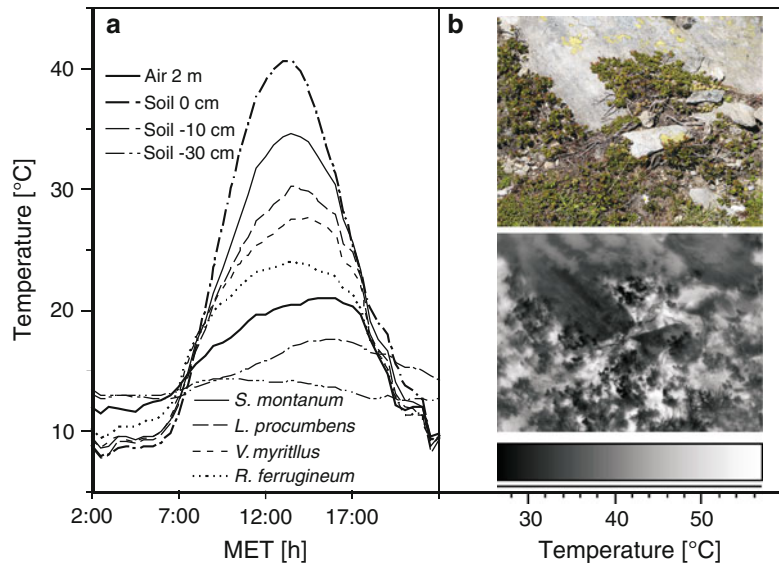 a
b
Air 2 m
Soil 0 cm
Soil -10 cm
Soil -30 cm
40
30
20
10
Temperature [°C]
S. montanum
L. procumbens
V. myritllus
R. ferrugineum
2:00 7:00 12:00 17:00
MET [h]
30 40 50
Temperature [°C]